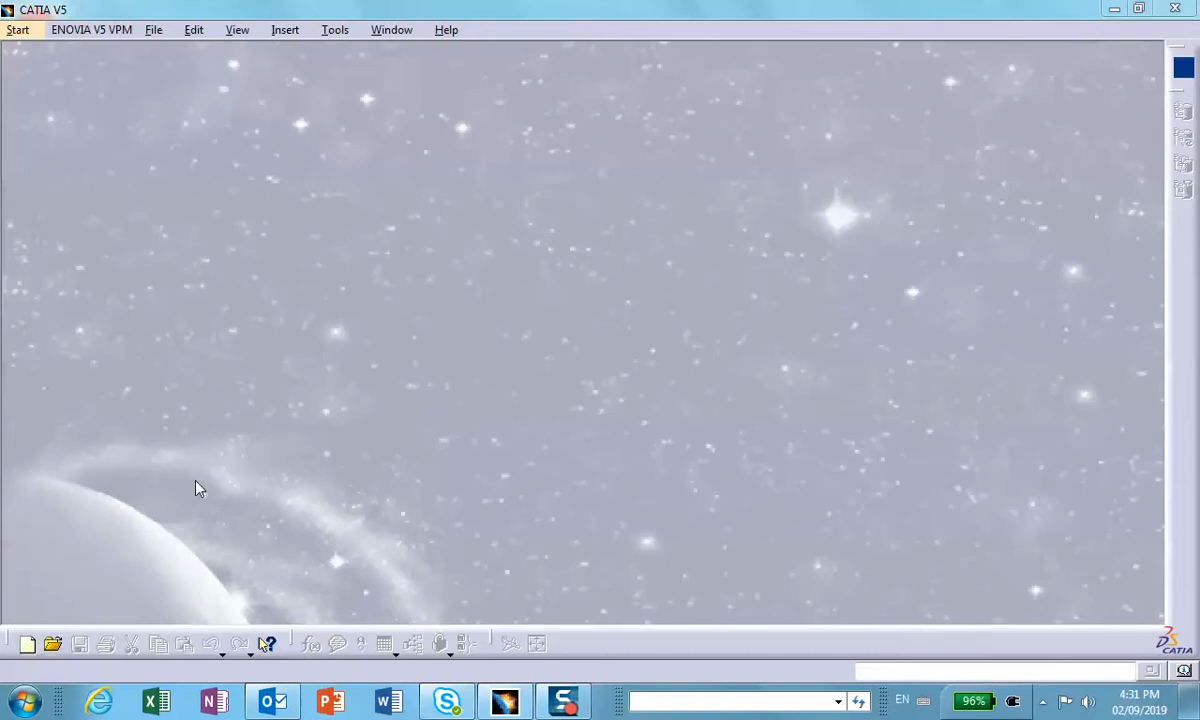 CATIA V5
Start ENOVIA V5 VPM File Edit View Insert Tools Window Help
CATIA
EN 96% 4:31 PM
02/09/2019